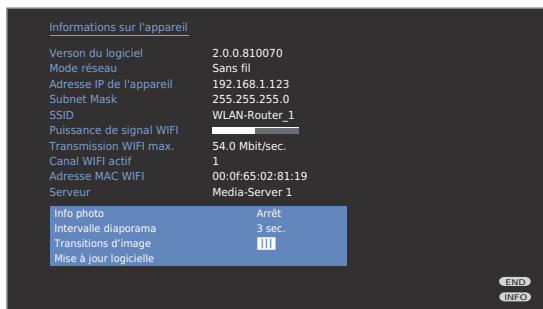 Informations sur l'appareil
Verson du logiciel 2.0.0.810070
Mode réseau Sans fil
Adresse IP de l'appareil 192.168.1.123
Subnet Mask 255.255.255.0
SSID WLAN-Router_1
Puissance de signal WIFI
Transmission WIFI max. 54.0 Mbit/sec.
Canal WIFI actif 1
Adresse MAC WIFI 00:0f:65:02:81:19
Serveur Media-Server 1
Info photo Arrêt
Intervalle diaporama 3 sec.
Transitions d’image
Mise à jour logicielle
END
INFO